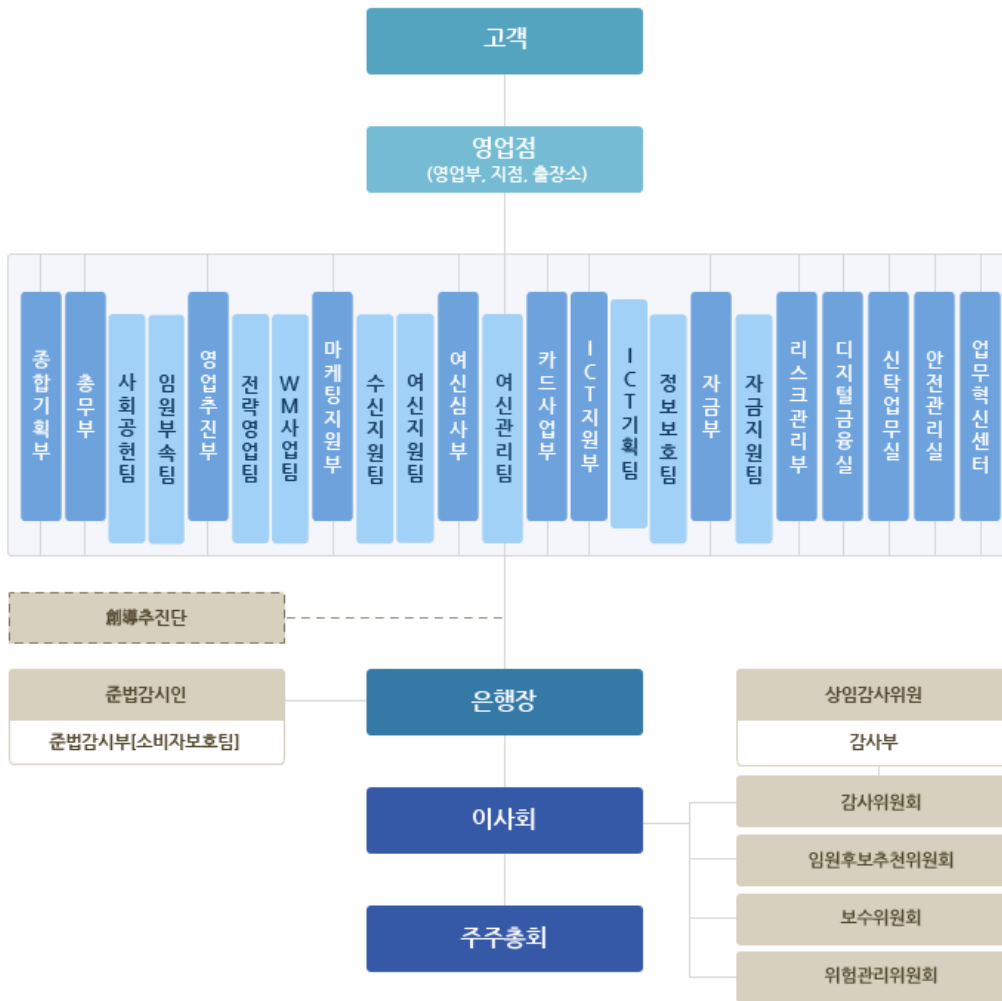 고객
영업점
(영업부, 지점, 출장소)
종합기획부
총무부
사회공헌팀
임원부속팀
영업추진부
전략영업팀
WM사업팀
마케팅지원부
수신지원팀
여신지원팀
여신심사부
여신관리팀
카드사업부
ICT지원부
ICT기획팀
정보보호팀
자금부
자금지원팀
리스크관리부
디지털금융실
신탁업무실
안전관리실
업무혁신센터
創導추진단
준법감시인
준법감시부[소비자보호팀]
은행장
상임감사위원
감사부
이사회
감사위원회
임원후보추천위원회
보수위원회
위험관리위원회
주주총회